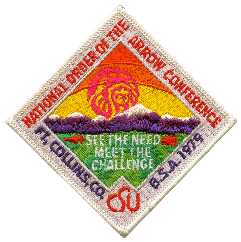 NATIONAL ORDER OF THE
ARROW CONFERENCE
SEE THE NEED
MEET THE
CHALLENGE
FT. COLLINS, CO.
B.S.A. 1979
CSU